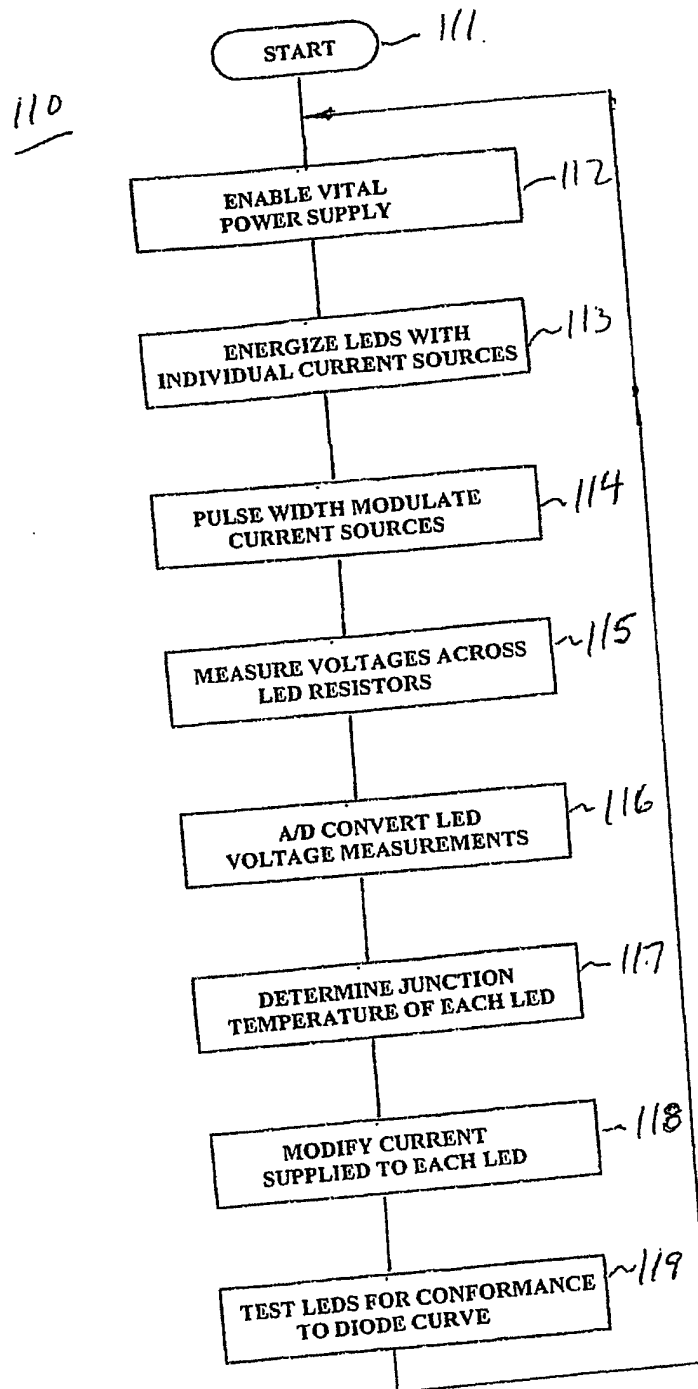 START
111.
110
ENABLE VITAL
POWER SUPPLY
112
ENERGIZE LEDS WITH
INDIVIDUAL CURRENT SOURCES
113
PULSE WIDTH MODULATE
CURRENT SOURCES
114
MEASURE VOLTAGES ACROSS
LED RESISTORS
115
A/D CONVERT LED
VOLTAGE MEASUREMENTS
116
DETERMINE JUNCTION
TEMPERATURE OF EACH LED
117
MODIFY CURRENT
SUPPLIED TO EACH LED
118
TEST LEDS FOR CONFORMANCE
TO DIODE CURVE
119